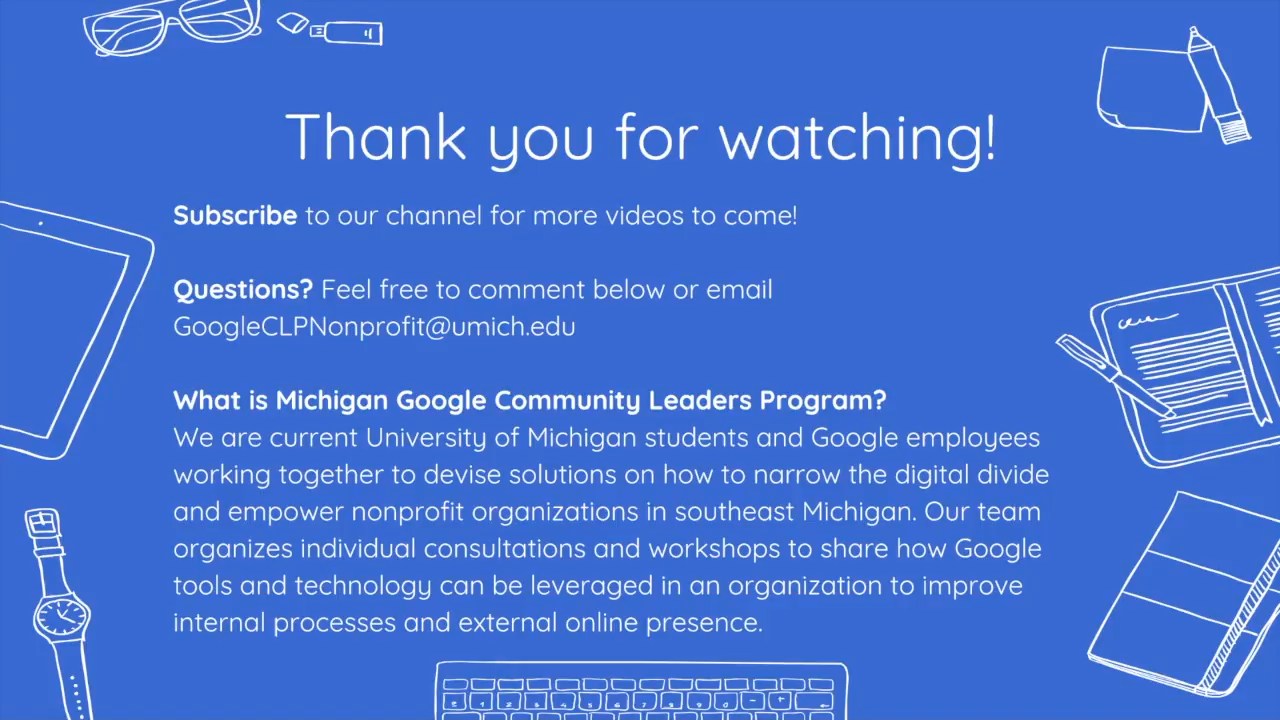 Thank you for watching!
Subscribe to our channel for more videos to come!
Questions? Feel free to comment below or email
GoogleCLPNonprofit@umich.edu
What is Michigan Google Community Leaders Program?
We are current University of Michigan students and Google employees
working together to devise solutions on how to narrow the digital divide
and empower nonprofit organizations in southeast Michigan. Our team
organizes individual consultations and workshops to share how Google
tools and technology can be leveraged in an organization to improve
internal processes and external online presence.